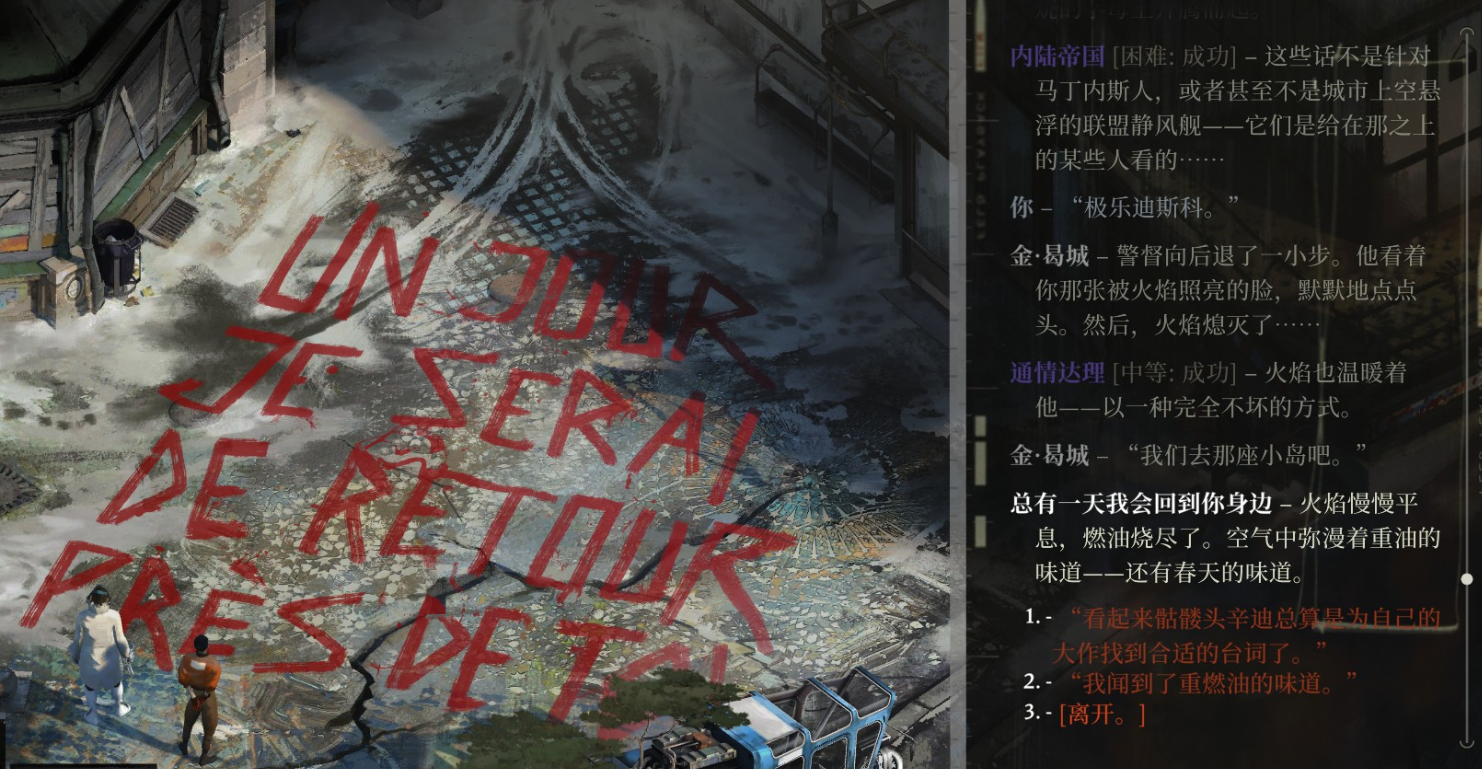 UN JOUR
JE SERAI
DE RETOUR
PRÈS DE TOI
内陆帝国 [困难: 成功] – 这些话不是针对
马丁内斯人，或者甚至不是城市上空悬
浮的联盟静风舰——它们是给在那之上
的某些人看的……
你 – “极乐迪斯科。”
金·曷城 – 警督向后退了一小步。他看着
你那张被火焰照亮的脸，默默地点点
头。然后，火焰熄灭了……
通情达理 [中等: 成功] – 火焰也温暖着
他——以一种完全不坏的方式。
金·曷城 – “我们去那座小岛吧。”
总有一天我会回到你身边 – 火焰慢慢平
息，燃油烧尽了。空气中弥漫着重油的
味道——还有春天的味道。
1. - “看起来骷髅头辛迪总算是为自己的
大作找到合适的台词了。”
2. - “我闻到了重燃油的味道。”
3. - [离开。]